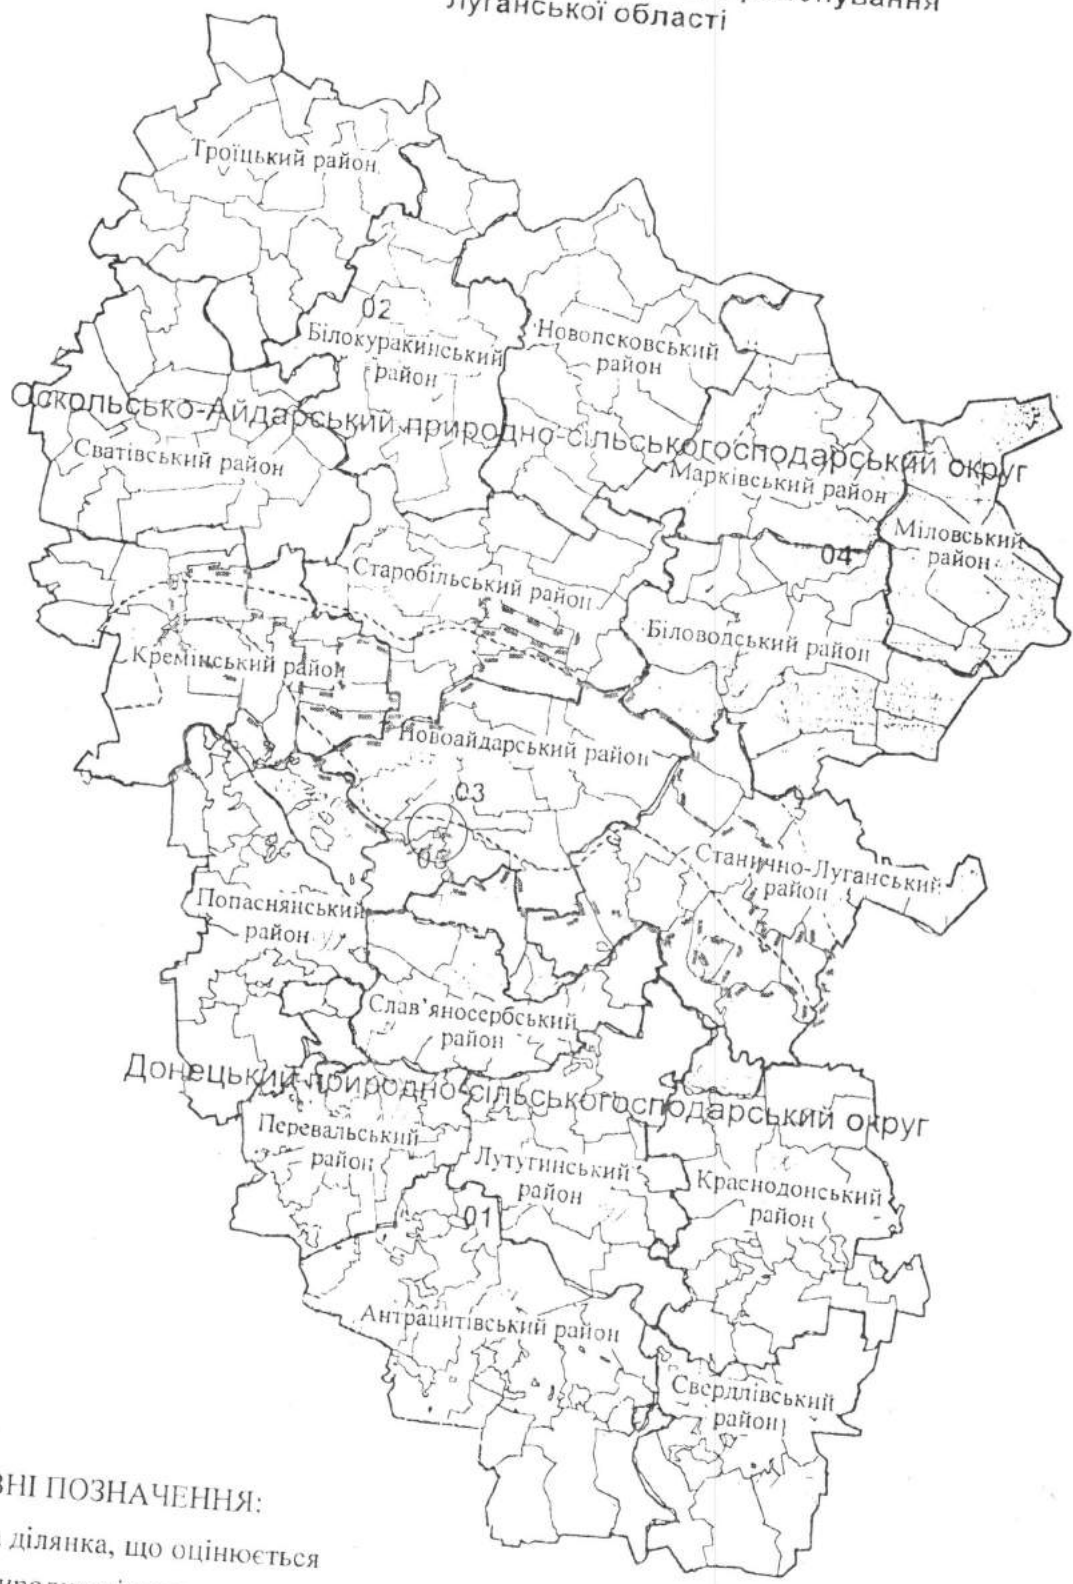 Луганської області
Троїцький район
02
Білокуракинський
район
Новопсковський
район
Оскольсько-Айдарський природно-сільськогосподарський округ
Сватівський район
Марківський район
Міловський
район
04
Старобільський район
Біловодський район
Кремінський район
Новоайдарський район
03
05
Станично-Луганський
район
Попаснянський
район
Слав'яносербський
район
Донецький природно-сільськогосподарський округ
Перевальський
район
Лутугинський
район
Краснодонський
район
01
Антрацитівський район
Свердлівський
район
ПОЗНАЧЕННЯ:
ділянка, що оцінюється